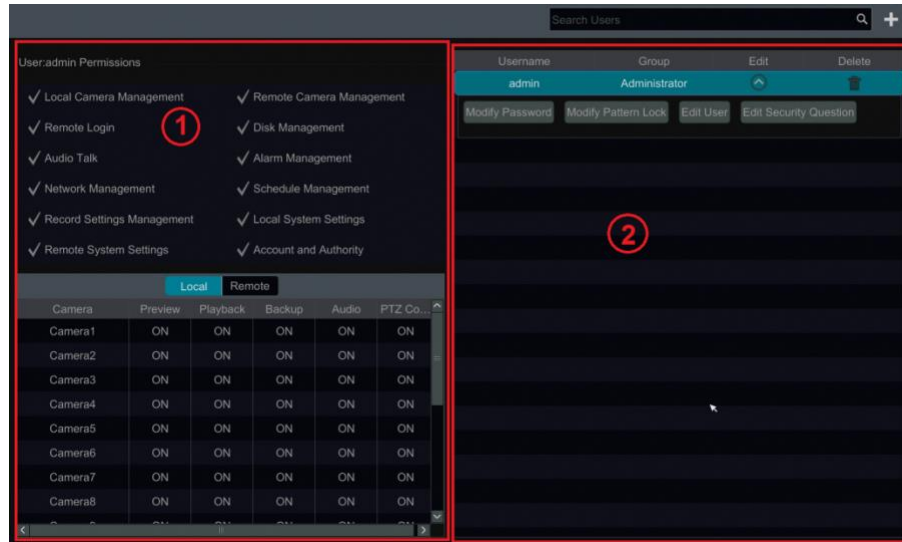 Search Users
User:admin Permissions
Local Camera Management Remote Camera Management
Remote Login Disk Management
Audio Talk Alarm Management
Network Management Schedule Management
Record Settings Management Local System Settings
Remote System Settings Account and Authority
1
Local Remote
Camera Preview Playback Backup Audio PTZ Co...
Camera1 ON ON ON ON ON
Camera2 ON ON ON ON ON
Camera3 ON ON ON ON ON
Camera4 ON ON ON ON ON
Camera5 ON ON ON ON ON
Camera6 ON ON ON ON ON
Camera7 ON ON ON ON ON
Camera8 ON ON ON ON ON
Username Group Edit Delete
admin Administrator
Modify Password Modify Pattern Lock Edit User Edit Security Question
2